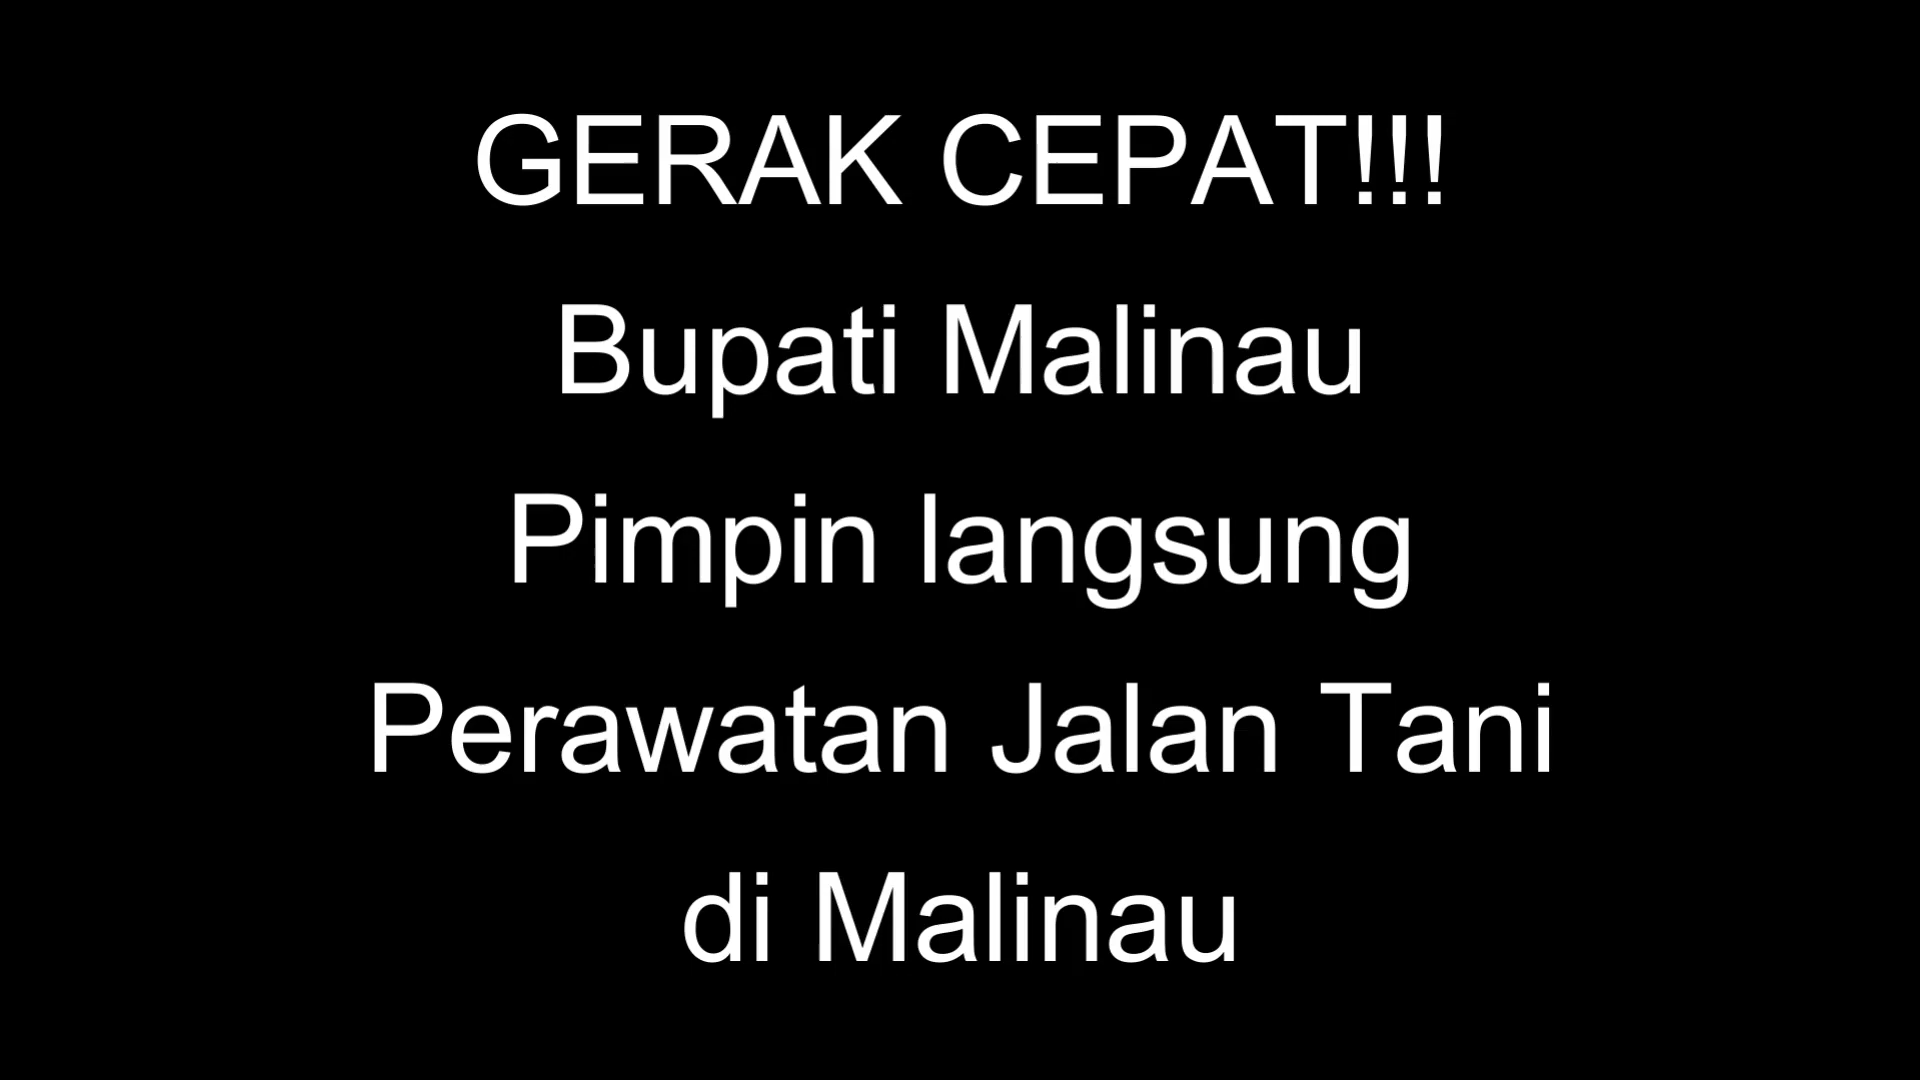 GERAK CEPAT!!!
Bupati Malinau
Pimpin langsung
Perawatan Jalan Tani
di Malinau